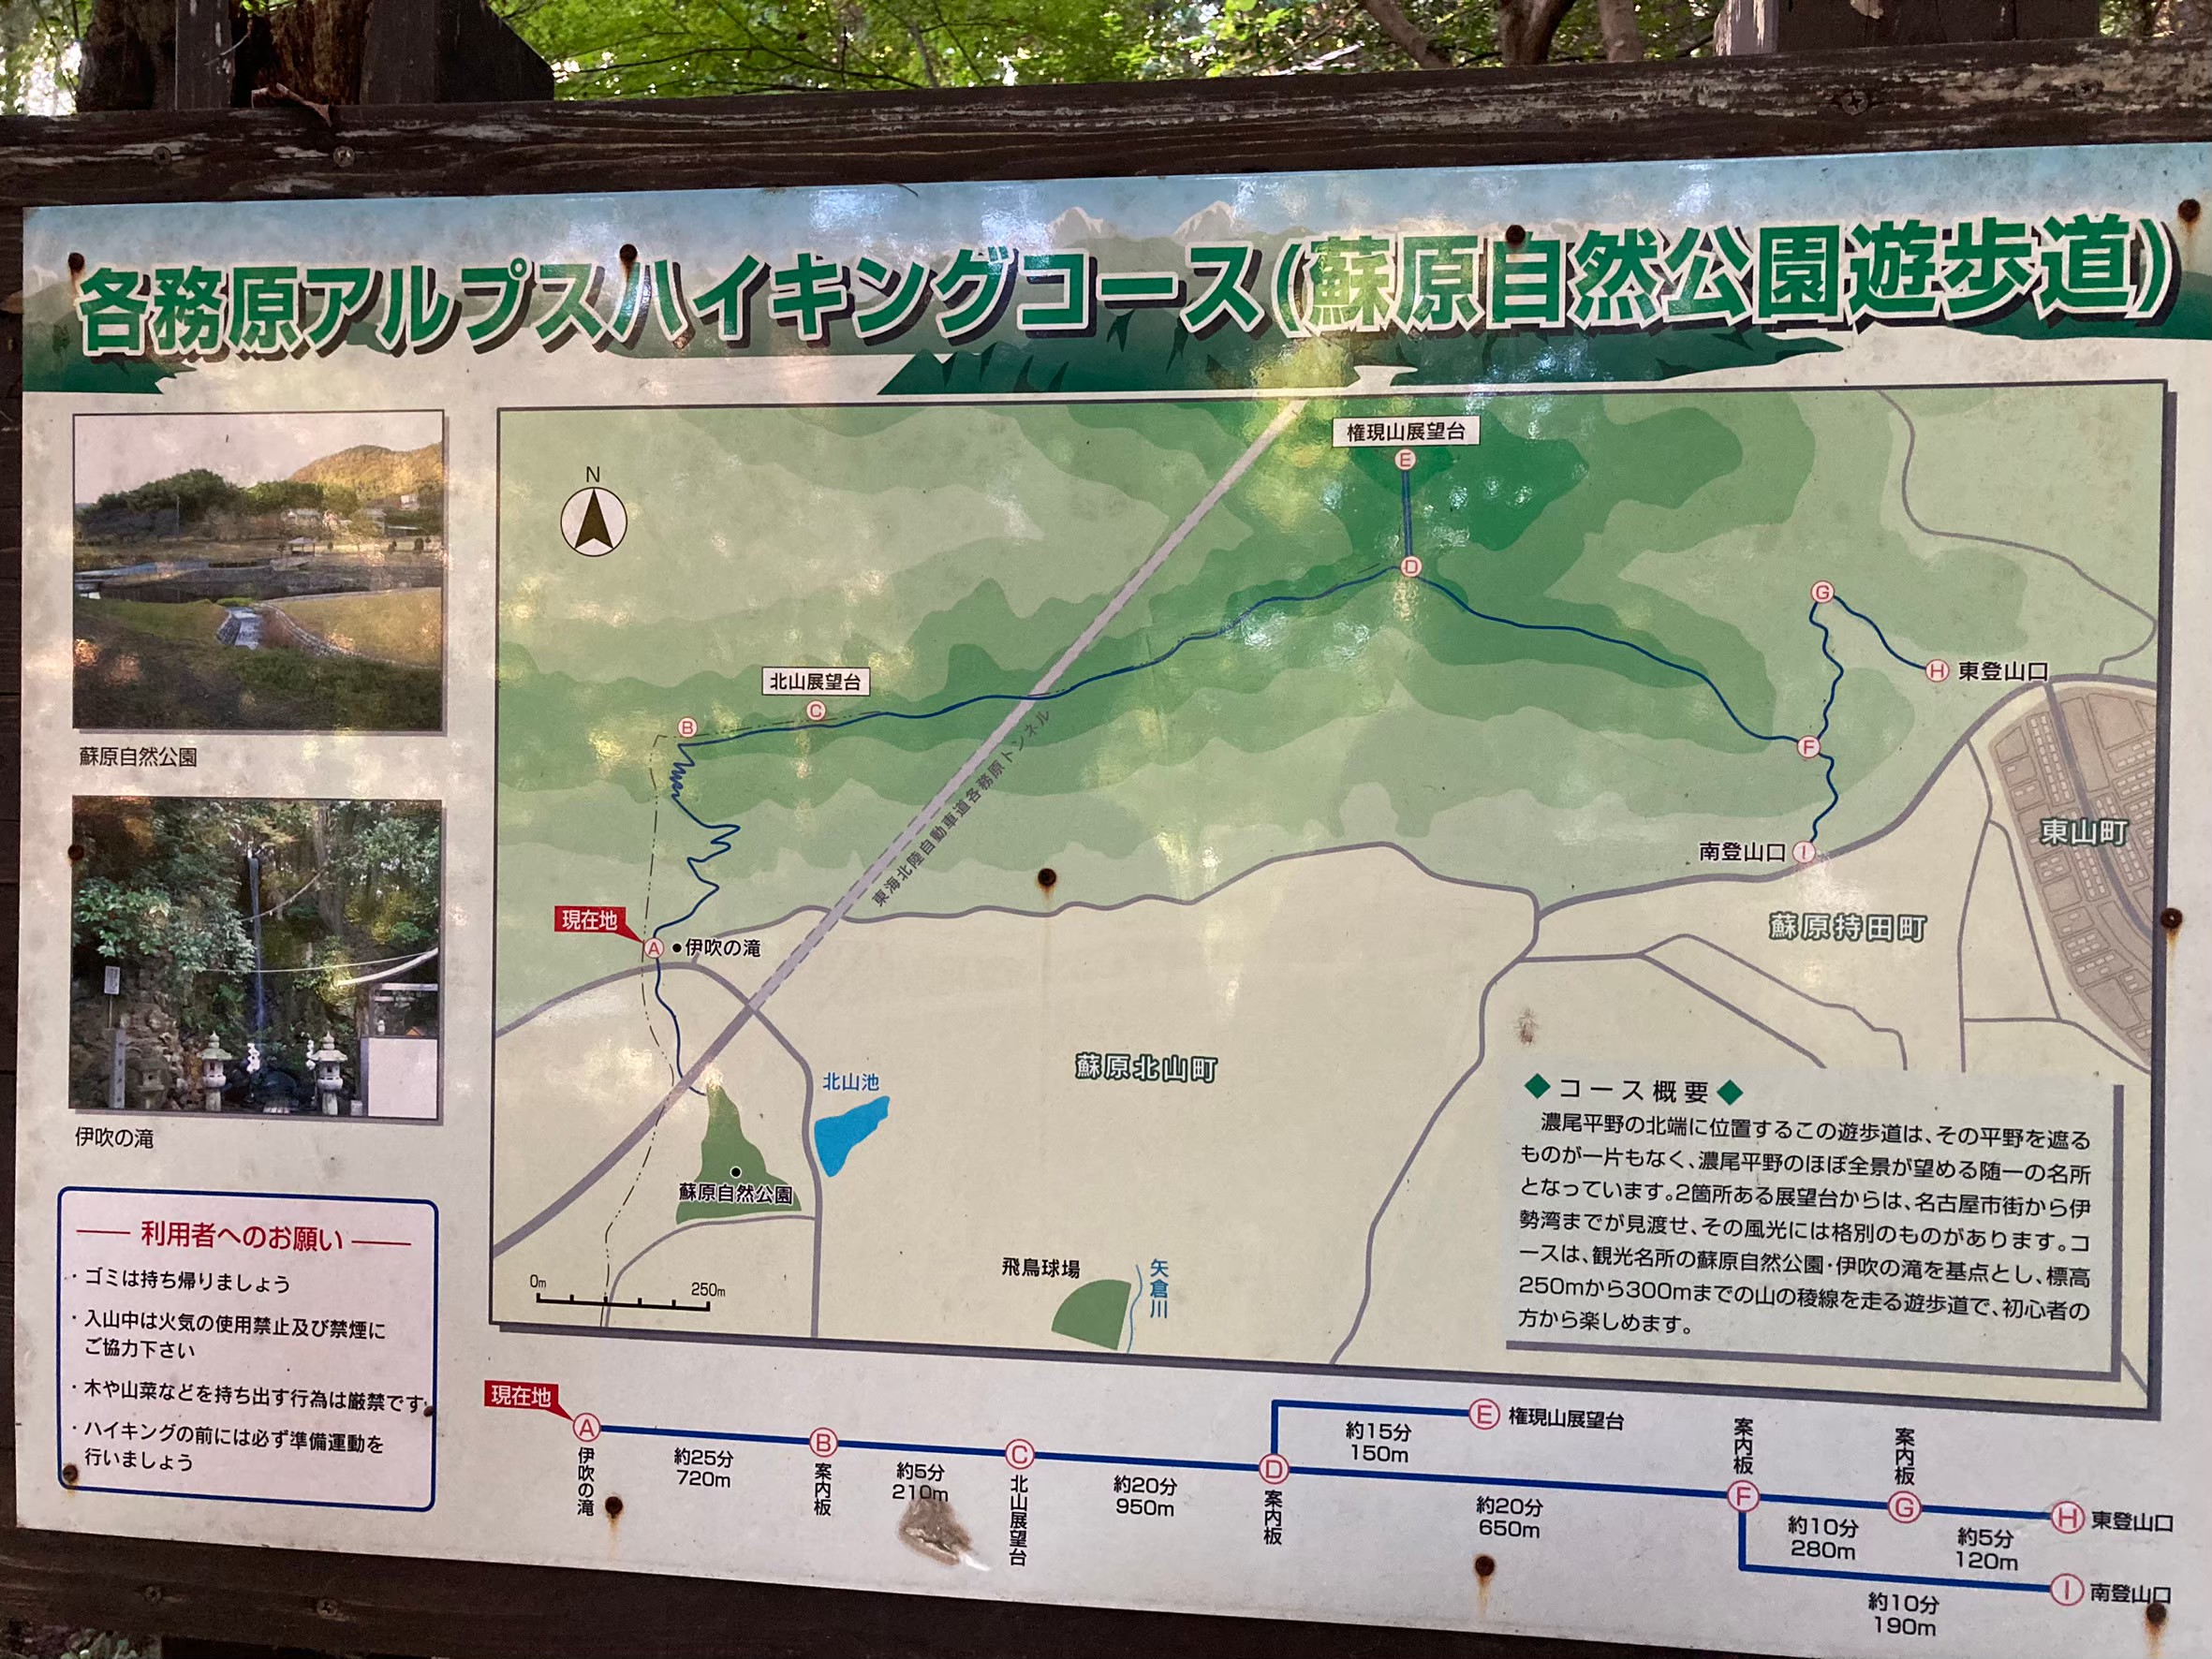 各務原アルプスハイキングコース(蘇原自然公園遊歩道)
蘇原自然公園
伊吹の滝
利用者へのお願い
・ゴミは持ち帰りましょう
・入山中は火気の使用禁止及び禁煙に
ご協力下さい
・木や山菜などを持ち出す行為は厳禁です
・ハイキングの前には必ず準備運動を
行いましょう
N
権現山展望台
E
D
G
H 東登山口
北山展望台
B
C
F
東海北陸自動車道各務原トンネル
南登山口 I
東山町
現在地
A
•伊吹の滝
蘇原持田町
蘇原北山町
北山池
蘇原自然公園
0m
250m
飛鳥球場
矢倉川
◆コース概要◆
濃尾平野の北端に位置するこの遊歩道は、その平野を遮る
ものが一片もなく、濃尾平野のほぼ全景が望める随一の名所
となっています。2箇所ある展望台からは、名古屋市街から伊
勢湾までが見渡せ、その風光には格別のものがあります。コ
ースは、観光名所の蘇原自然公園・伊吹の滝を基点とし、標高
250mから300mまでの山の稜線を走る遊歩道で、初心者の
方から楽しめます。
現在地
A
伊吹の滝
約25分
720m
B
案内板
約5分
210m
C
北山展望台
約20分
950m
D
案内板
約15分
150m
E 権現山展望台
約20分
650m
案内板
F
約10分
280m
案内板
G
約5分
120m
H 東登山口
約10分
190m
I 南登山口